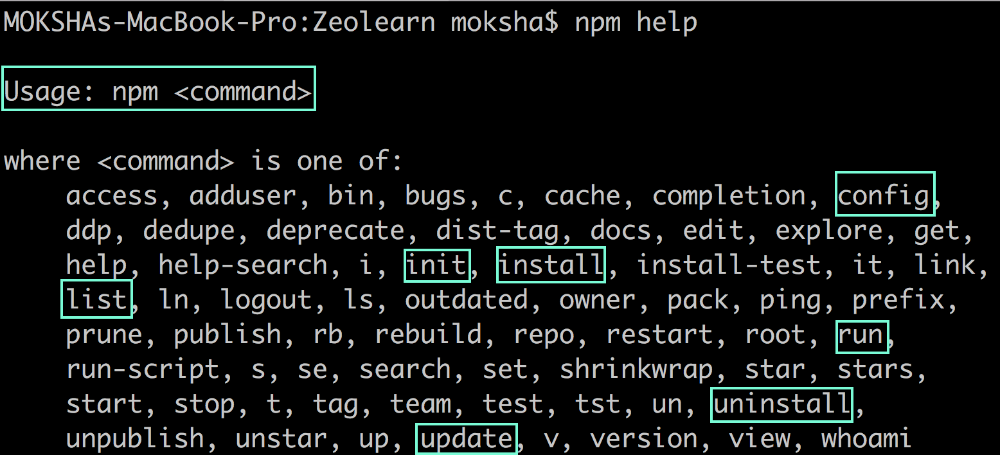 MOKSHAs-MacBook-Pro:Zeolearn moksha$ npm help
Usage: npm <command>
where <command> is one of:
access, adduser, bin, bugs, c, cache, completion, config,
ddp, dedupe, deprecate, dist-tag, docs, edit, explore, get,
help, help-search, i, init, install, install-test, it, link,
list, ln, logout, ls, outdated, owner, pack, ping, prefix,
prune, publish, rb, rebuild, repo, restart, root, run,
run-script, s, se, search, set, shrinkwrap, star, stars,
start, stop, t, tag, team, test, tst, un, uninstall,
unpublish, unstar, up, update, v, version, view, whoami